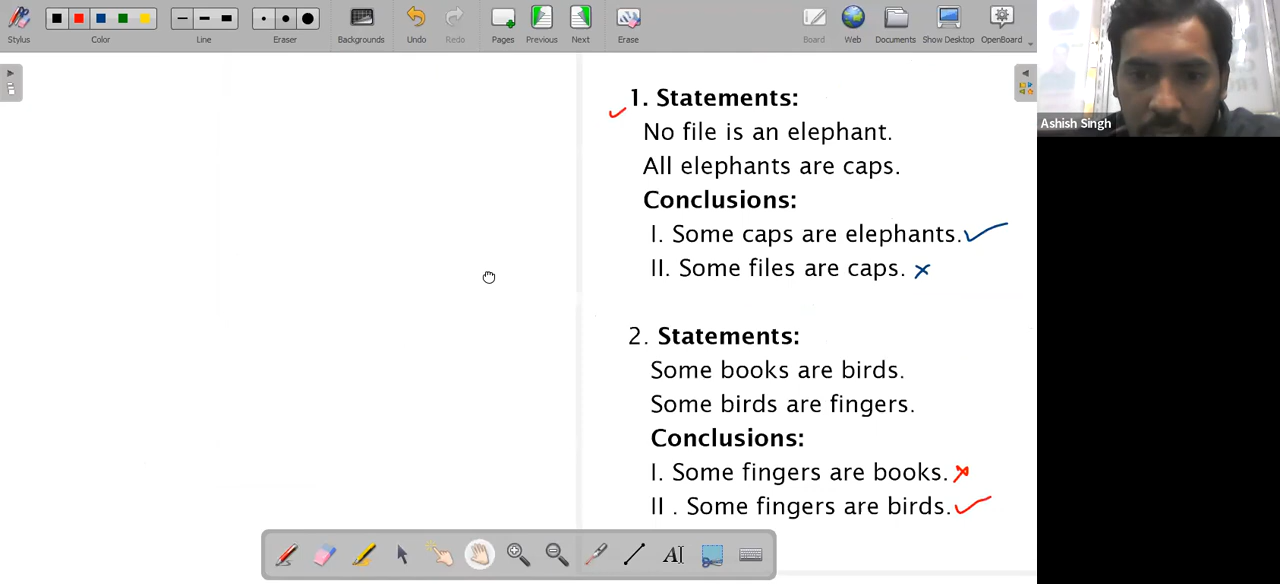 Stylus
Color
Line
Eraser
Backgrounds
Undo
Redo
Pages
Previous
Next
Erase
Board
Web
Documents
Show Desktop
OpenBoard
Ashish Singh
1. Statements:
No file is an elephant.
All elephants are caps.
Conclusions:
I. Some caps are elephants.
II. Some files are caps.
2. Statements:
Some books are birds.
Some birds are fingers.
Conclusions:
I. Some fingers are books.
II . Some fingers are birds.
AI